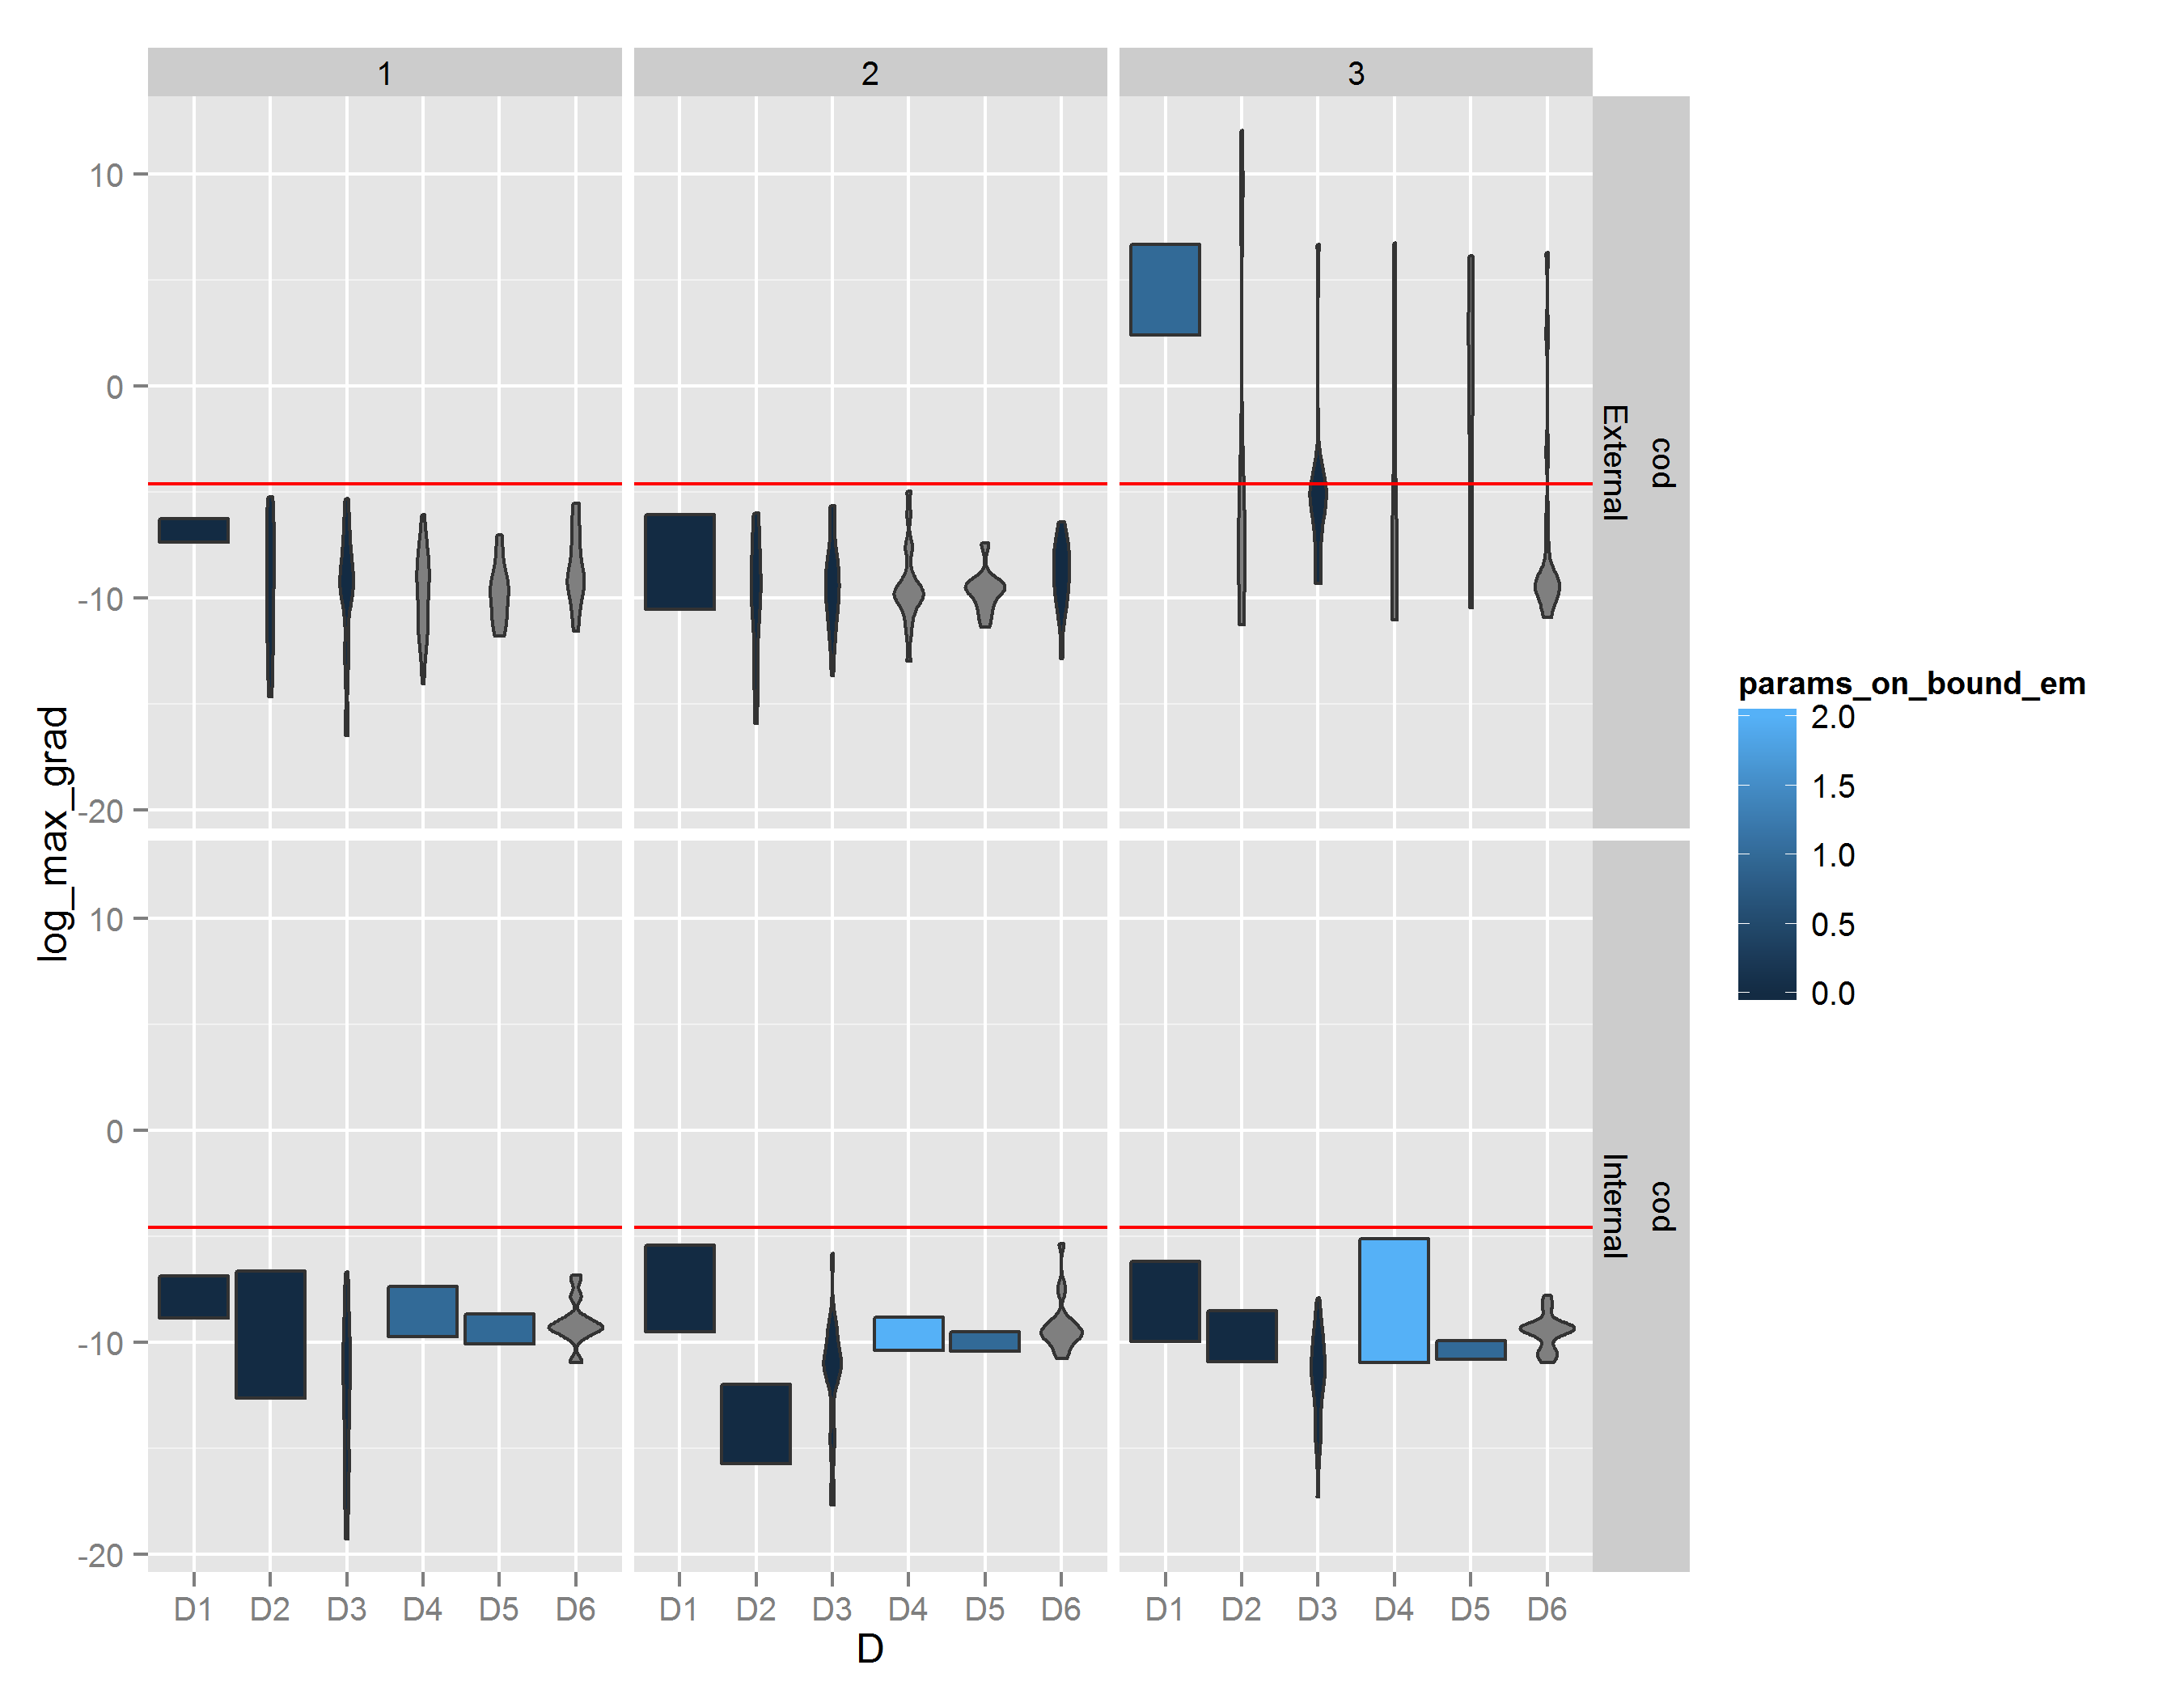 1 2 3
10
0
-10
-20
External
cod
log_max_grad
10
0
-10
-20
Internal
cod
D1 D2 D3 D4 D5 D6 D1 D2 D3 D4 D5 D6 D1 D2 D3 D4 D5 D6
D
params_on_bound_em
2.0
1.5
1.0
0.5
0.0